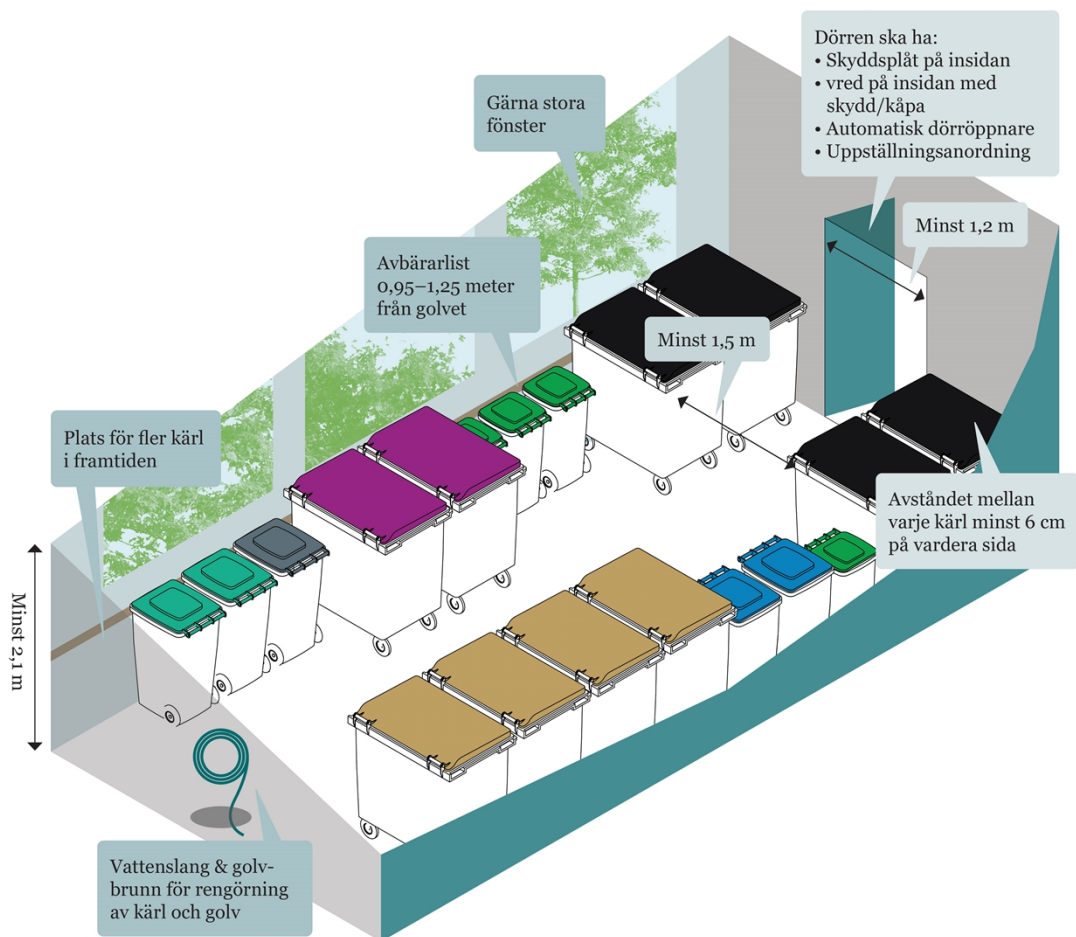 Dörren ska ha:
• Skyddsplåt på insidan
• vred på insidan med
skydd/kåpa
• Automatisk dörröppnare
• Uppställningsanordning
Gärna stora
fönster
Minst 1,2 m
Avbärarlist
0,95–1,25 meter
från golvet
Minst 1,5 m
Plats för fler kärl
i framtiden
Avståndet mellan
varje kärl minst 6 cm
på vardera sida
Minst 2,1 m
Vattenslang & golv-
brunn för rengörning
av kärl och golv